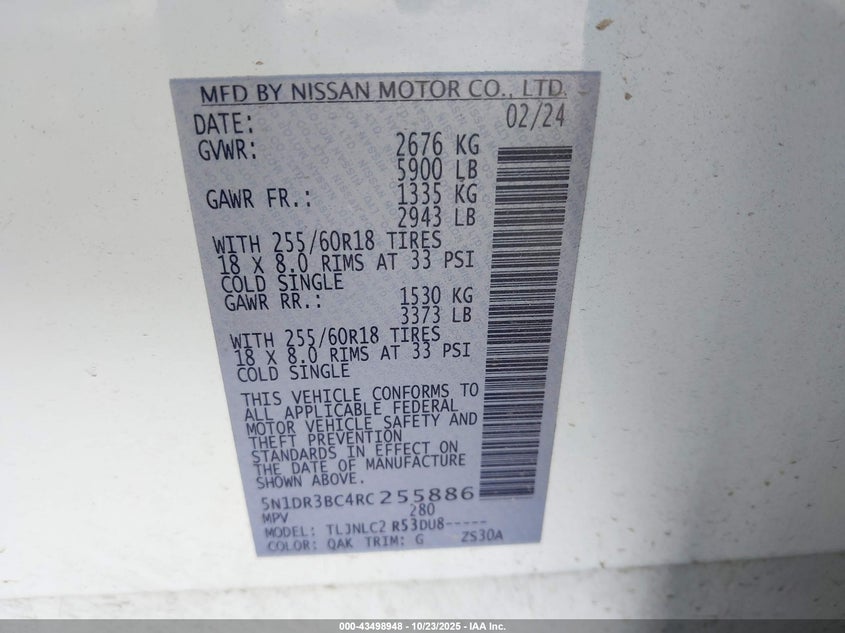 MFD BY NISSAN MOTOR CO., LTD.
DATE: 02/24
GVWR: 2676 KG
5900 LB
GAWR FR.: 1335 KG
2943 LB
WITH 255/60R18 TIRES
18 X 8.0 RIMS AT 33 PSI
COLD SINGLE
GAWR RR.: 1530 KG
3373 LB
WITH 255/60R18 TIRES
18 X 8.0 RIMS AT 33 PSI
COLD SINGLE
THIS VEHICLE CONFORMS TO
ALL APPLICABLE FEDERAL
MOTOR VEHICLE SAFETY AND
THEFT PREVENTION
STANDARDS IN EFFECT ON
THE DATE OF MANUFACTURE
SHOWN ABOVE.
5N1DR3BC4RC255886
MPV 280
MODEL: TLJNLC2 R53DU8-----
COLOR: QAK TRIM: G ZS30A
000-43498948 - 10/23/2025 - IAA Inc.